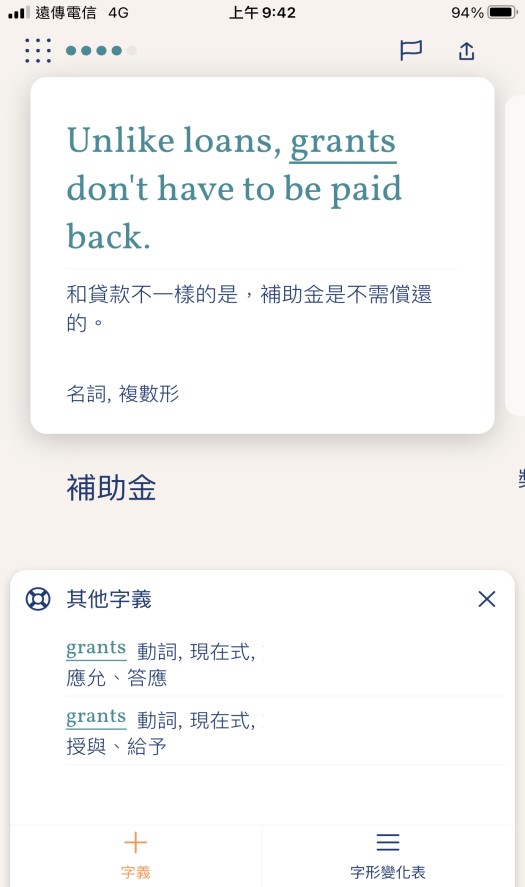 遠傳電信 4G 上午9:42 94%
Unlike loans, grants
don't have to be paid
back.
和貸款不一樣的是，補助金是不需償還
的。
名詞, 複數形
補助金
其他字義
grants 動詞, 現在式,
應允、答應
grants 動詞, 現在式,
授與、給予
字義 字形變化表